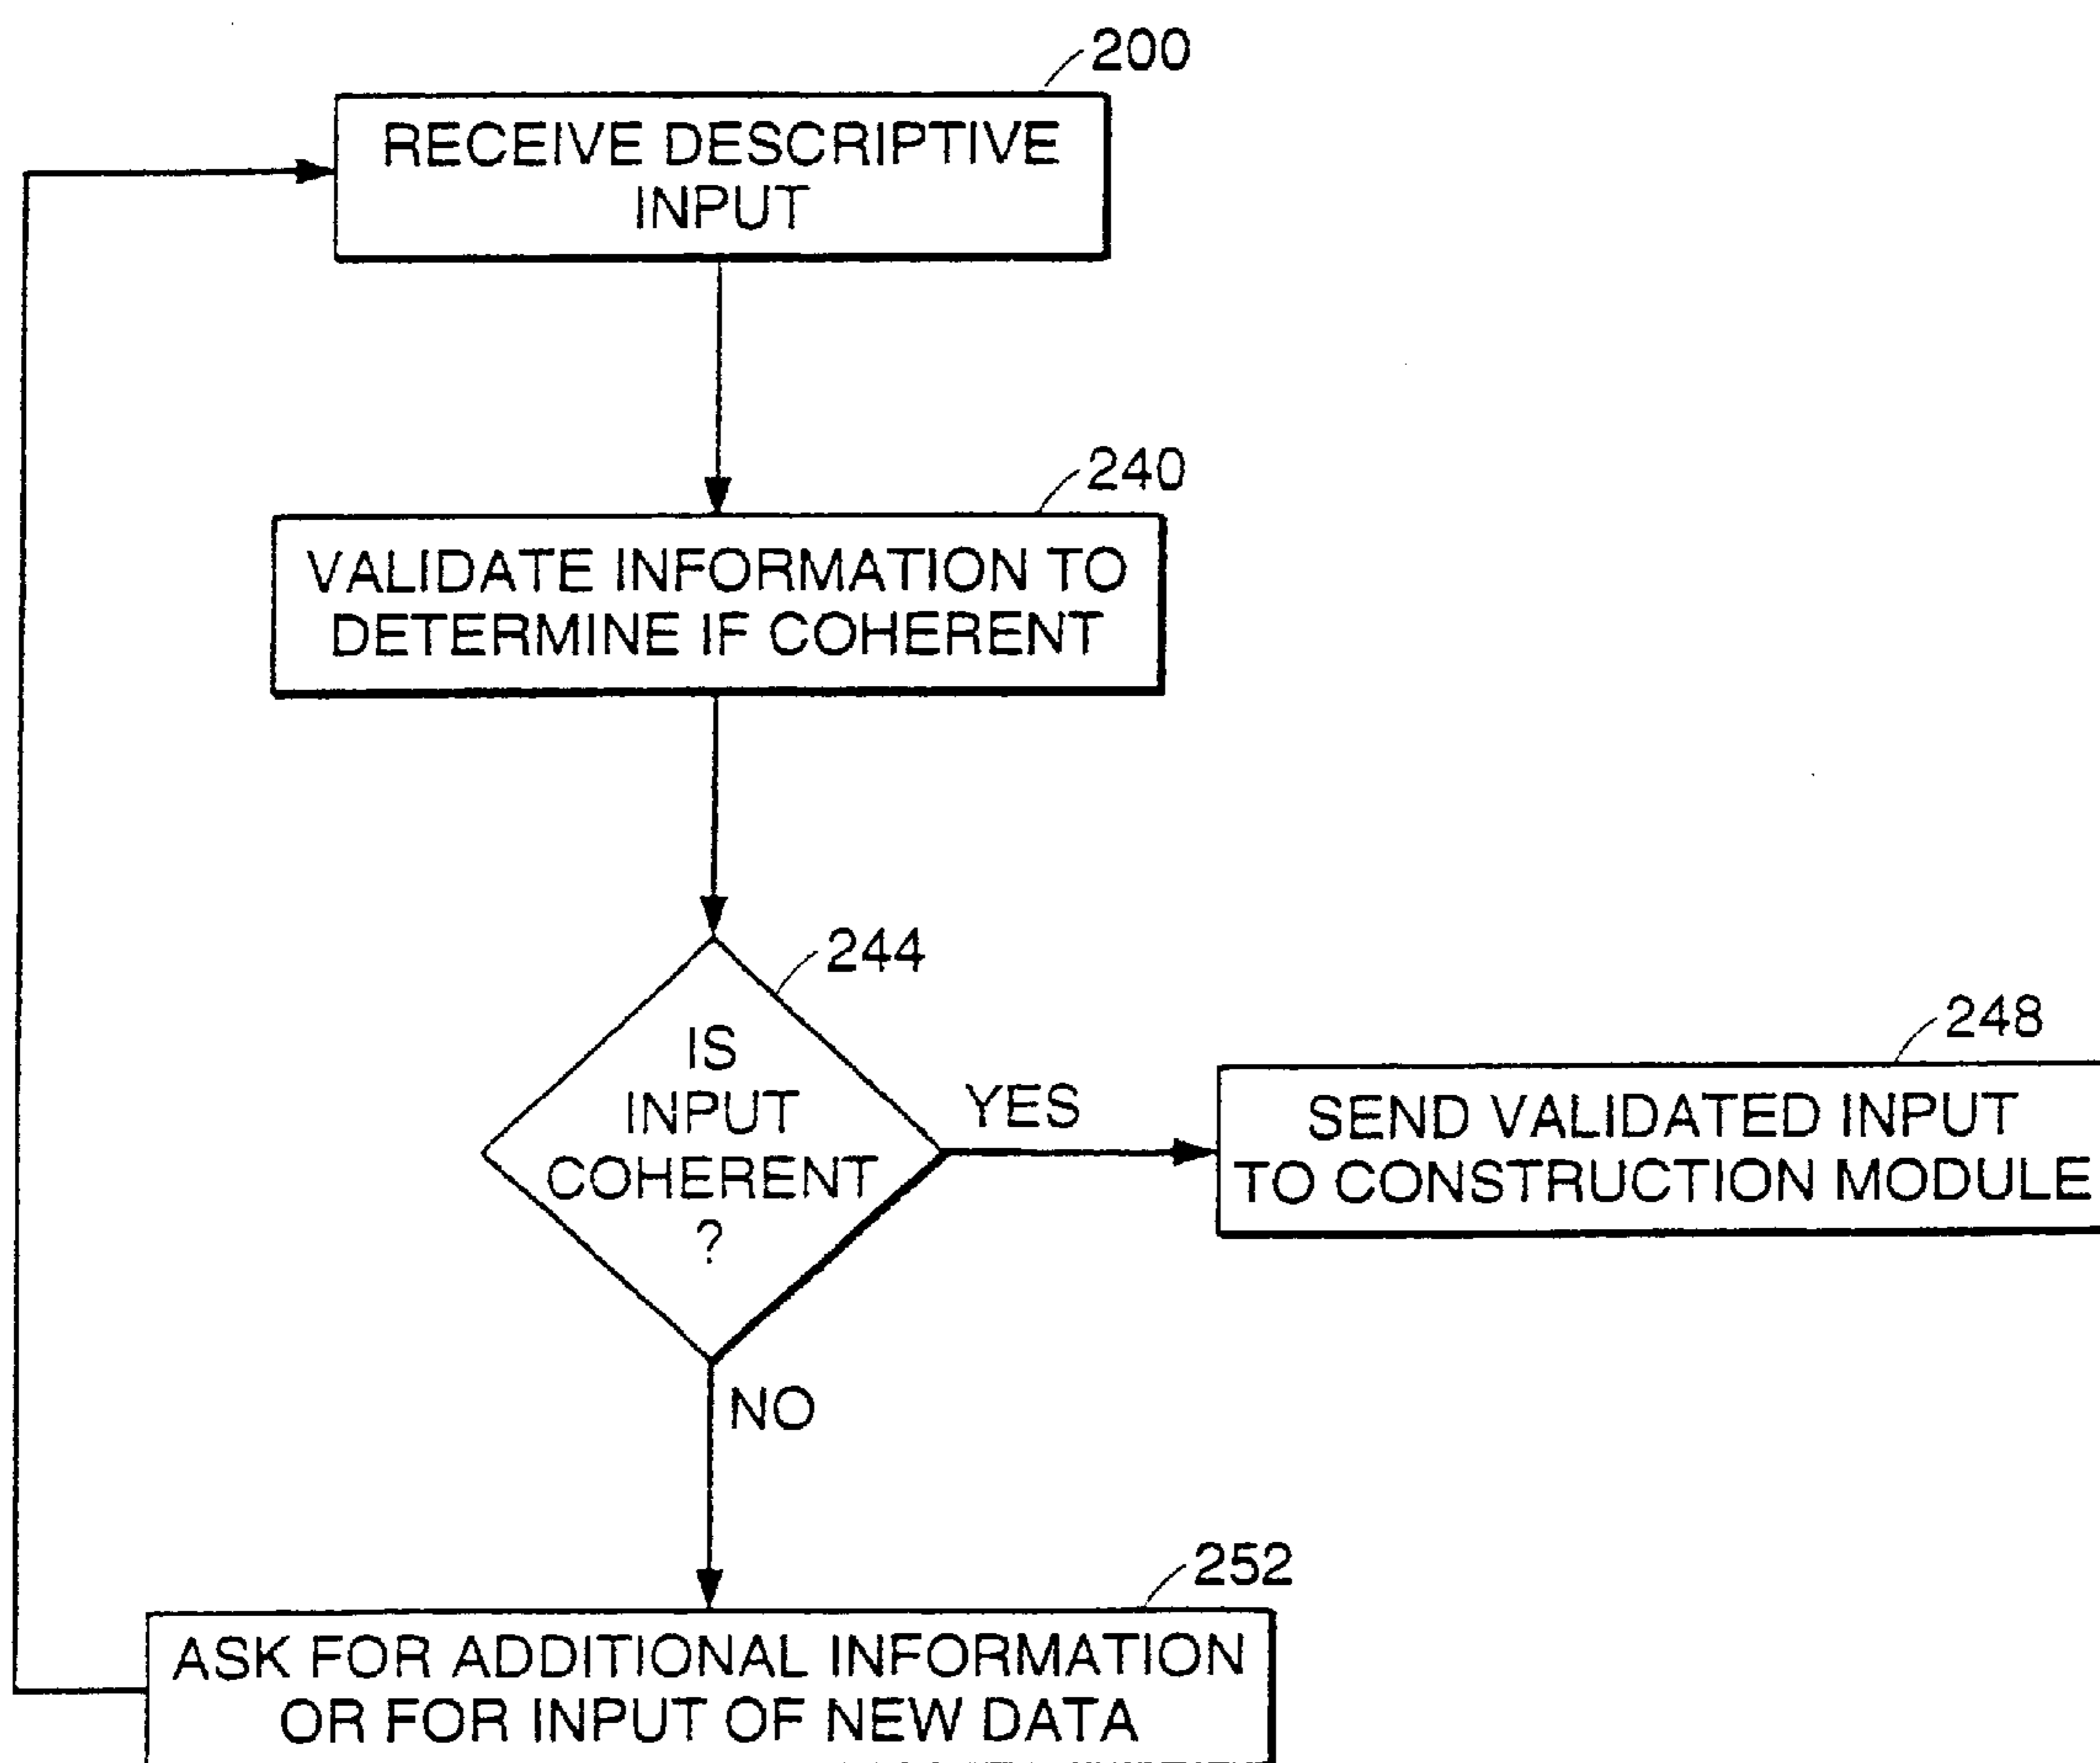 200
RECEIVE DESCRIPTIVE
INPUT
240
VALIDATE INFORMATION TO
DETERMINE IF COHERENT
244
IS
INPUT
COHERENT
?
YES
248
SEND VALIDATED INPUT
TO CONSTRUCTION MODULE
NO
252
ASK FOR ADDITIONAL INFORMATION
OR FOR INPUT OF NEW DATA